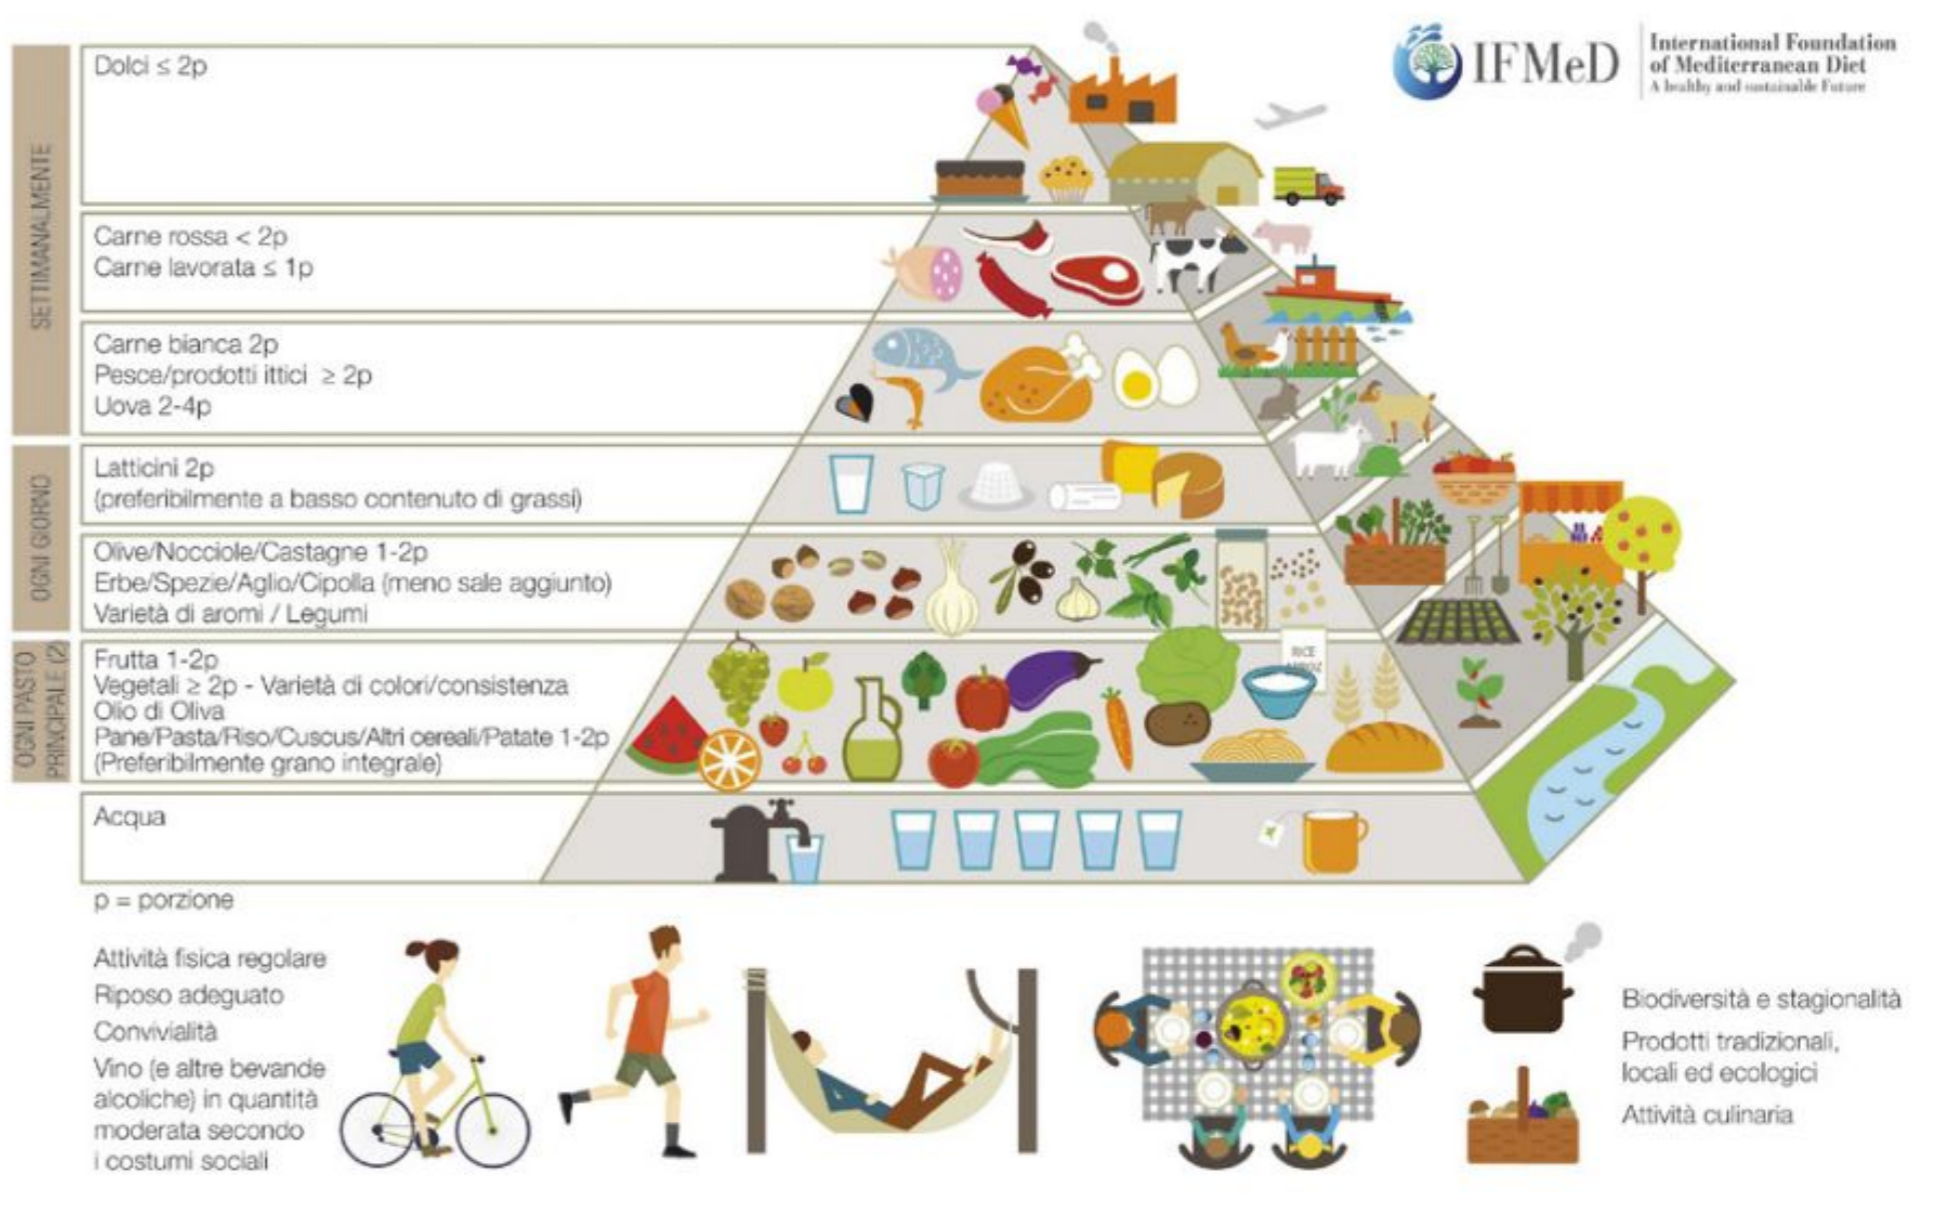 IFMeD
International Foundation
of Mediterranean Diet
A healthy and sustainable Future
SETTIMANALMENTE
Dolci ≤ 2p
Carne rossa < 2p
Carne lavorata ≤ 1p
Carne bianca 2p
Pesce/prodotti ittici ≥ 2p
Uova 2-4p
OGNI GIORNO
Latticini 2p
(preferibilmente a basso contenuto di grassi)
Olive/Nocciole/Castagne 1-2p
Erbe/Spezie/Aglio/Cipolla (meno sale aggiunto)
Varietà di aromi / Legumi
OGNI PASTO
PRINCIPALE (2)
Frutta 1-2p
Vegetali ≥ 2p - Varietà di colori/consistenza
Olio di Oliva
Pane/Pasta/Riso/Cuscus/Altri cereali/Patate 1-2p
(Preferibilmente grano integrale)
RICE
ARROZ
Acqua
p = porzione
Attività fisica regolare
Riposo adeguato
Convivialità
Vino (e altre bevande
alcoliche) in quantità
moderata secondo
i costumi sociali
Biodiversità e stagionalità
Prodotti tradizionali,
locali ed ecologici
Attività culinaria